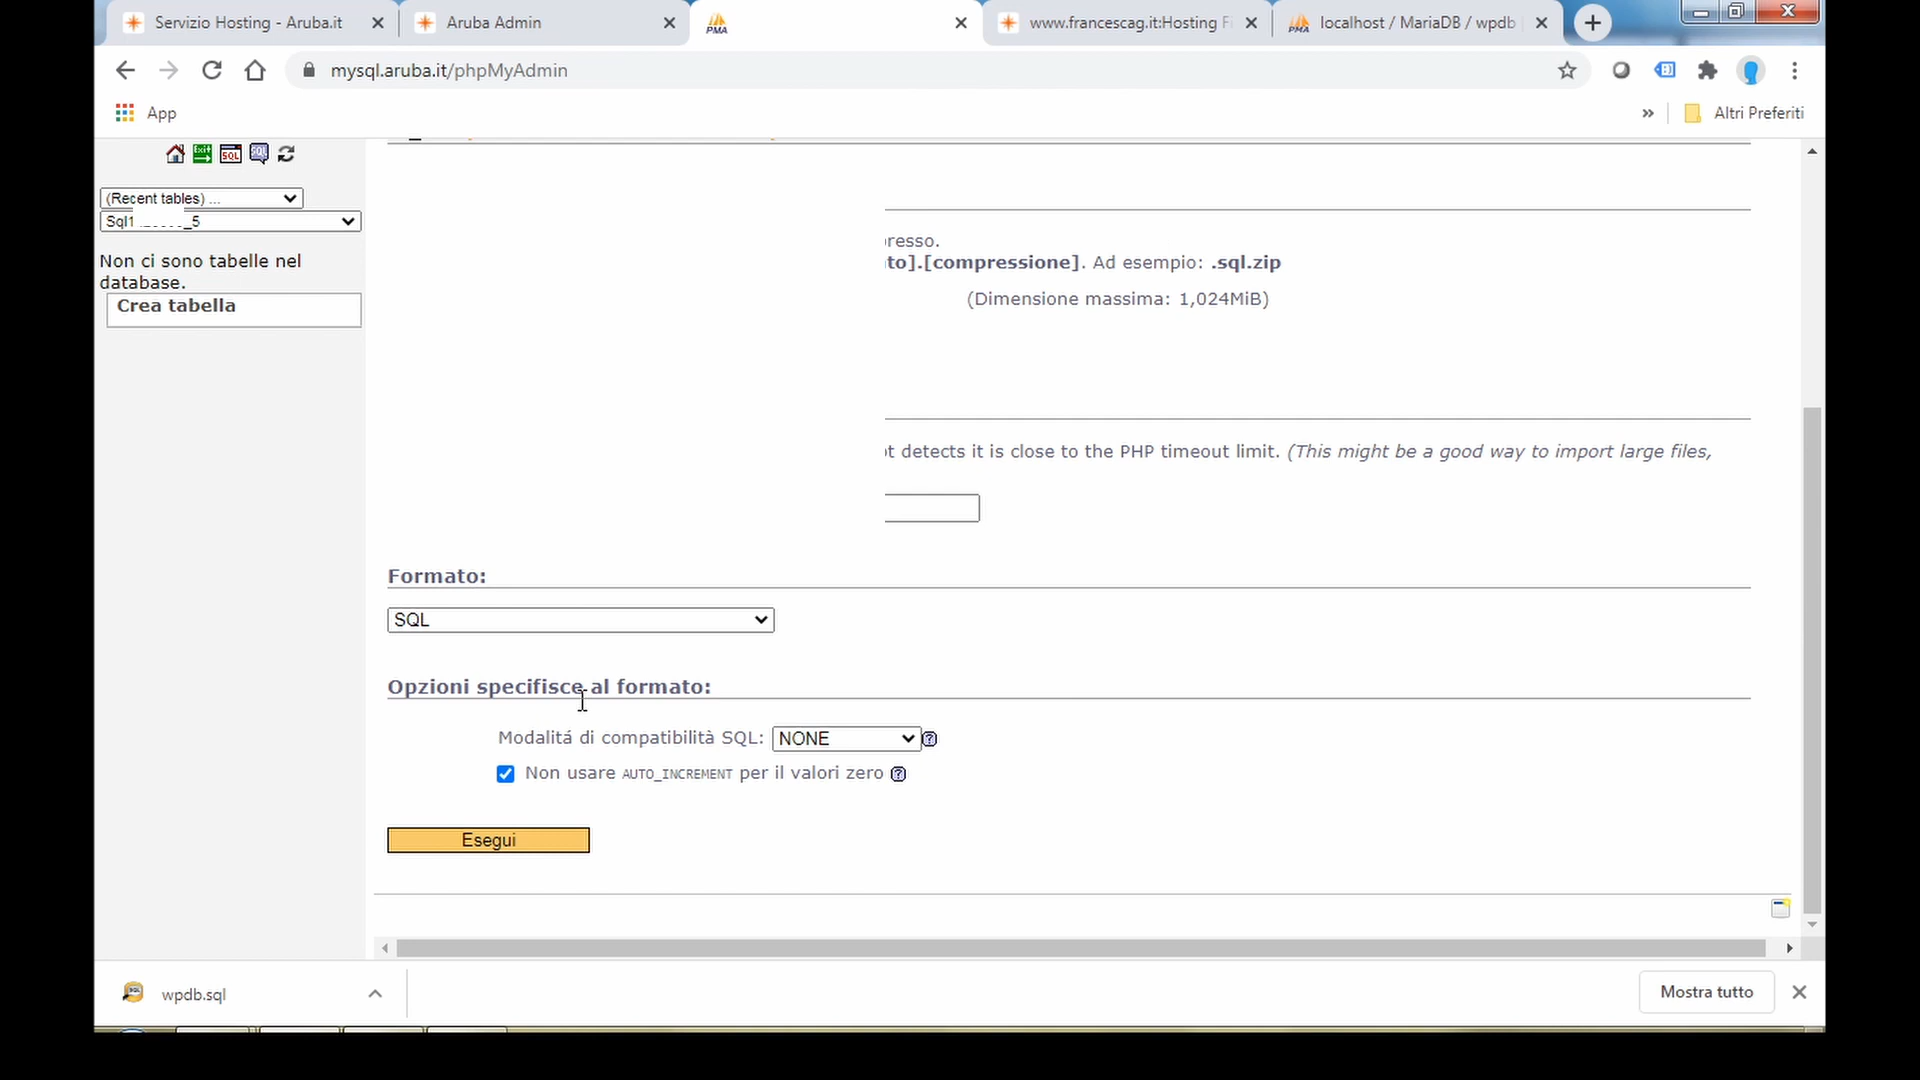 Servizio Hosting - Aruba.it
Aruba Admin
PMA
www.francescag.it:Hosting F
localhost / MariaDB / wpdb
mysql.aruba.it/phpMyAdmin
App
Altri Preferiti
(Recent tables) ...
_5
Non ci sono tabelle nel
database.
Crea tabella
resso.
to].[compressione]. Ad esempio: .sql.zip
(Dimensione massima: 1,024MiB)
t detects it is close to the PHP timeout limit. (This might be a good way to import large files,
Formato:
SQL
Opzioni specifisce al formato:
Modalitá di compatibilità SQL: NONE
Non usare AUTO_INCREMENT per il valori zero
Esegui
wpdb.sql
Mostra tutto